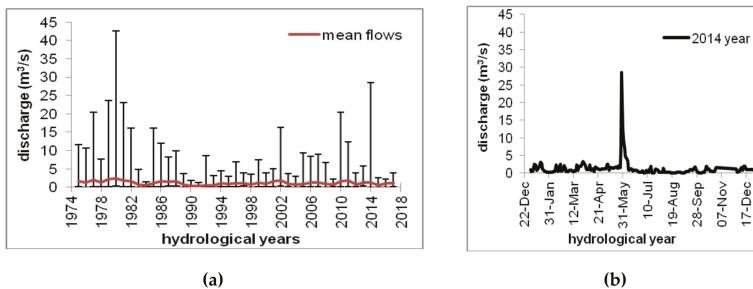 45
40
35
30
25
20
15
10
5
0
discharge (m³/s)
mean flows
1974
1978
1982
1986
1990
1994
1998
2002
2006
2010
2014
2018
hydrological years
(a)
45
40
35
30
25
20
15
10
5
0
discharge (m³/s)
2014 year
22-Dec
31-Jan
12-Mar
21-Apr
31-May
10-Jul
19-Aug
28-Sep
07-Nov
17-Dec
hydrological year
(b)